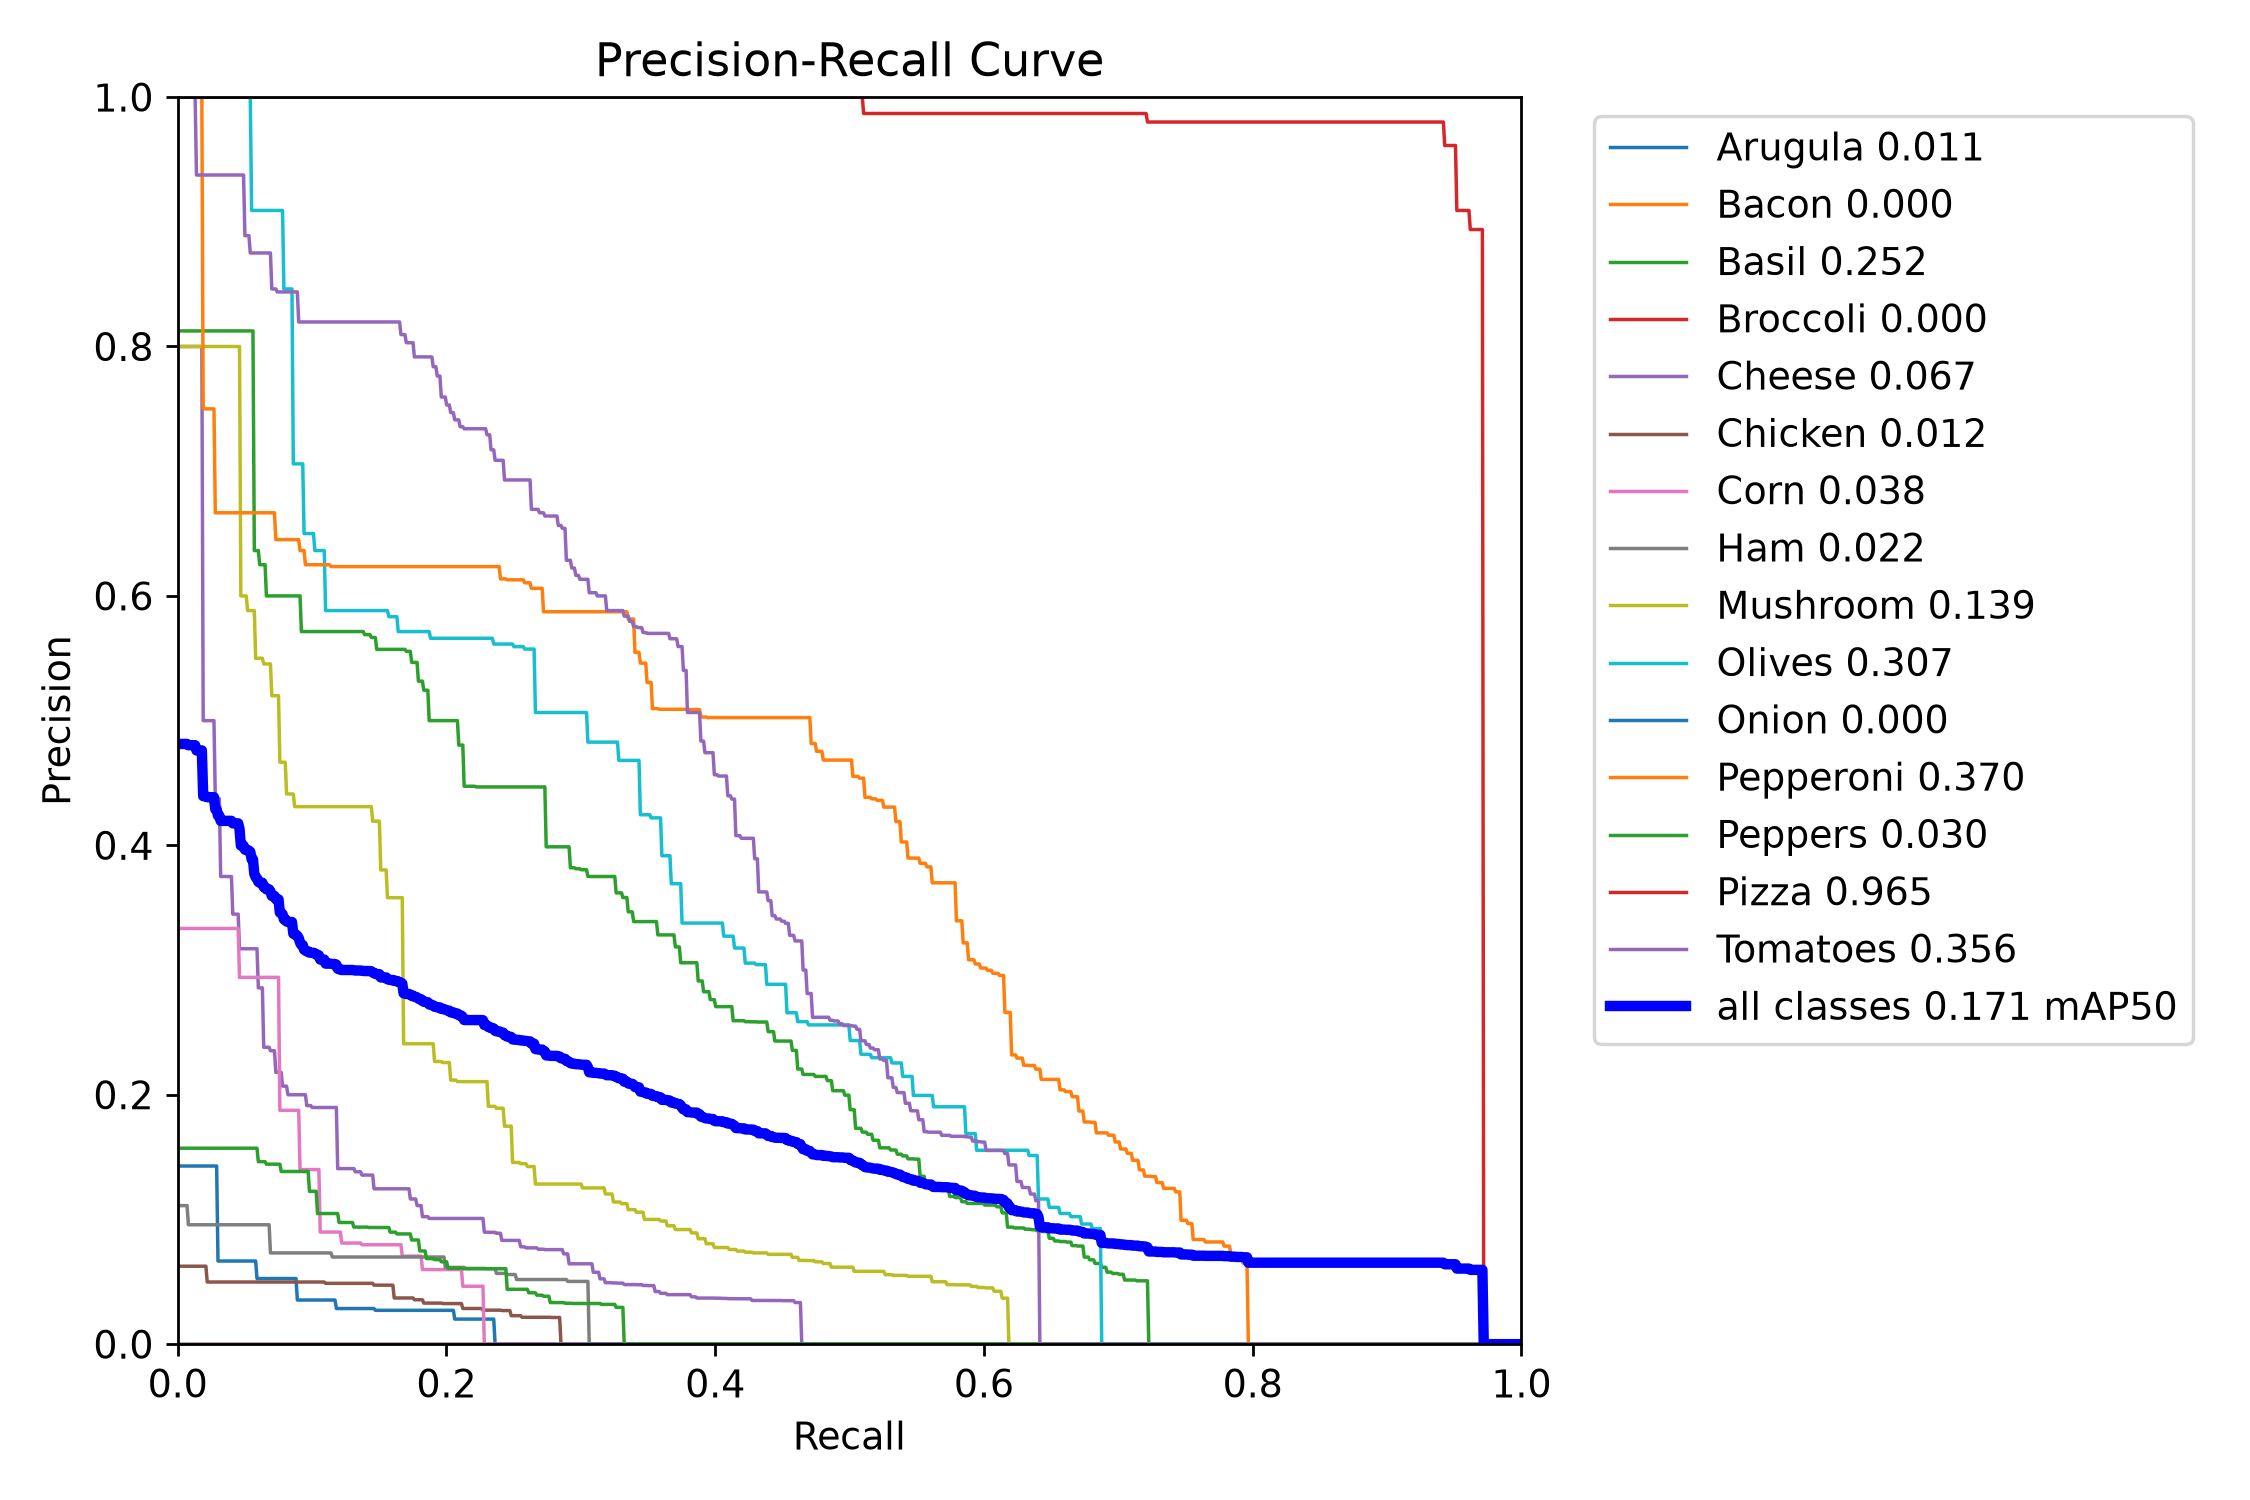 Precision-Recall Curve
1.0
0.8
0.6
0.4
0.2
0.0
Precision
0.0 0.2 0.4 0.6 0.8 1.0
Recall
Arugula 0.011
Bacon 0.000
Basil 0.252
Broccoli 0.000
Cheese 0.067
Chicken 0.012
Corn 0.038
Ham 0.022
Mushroom 0.139
Olives 0.307
Onion 0.000
Pepperoni 0.370
Peppers 0.030
Pizza 0.965
Tomatoes 0.356
all classes 0.171 mAP50